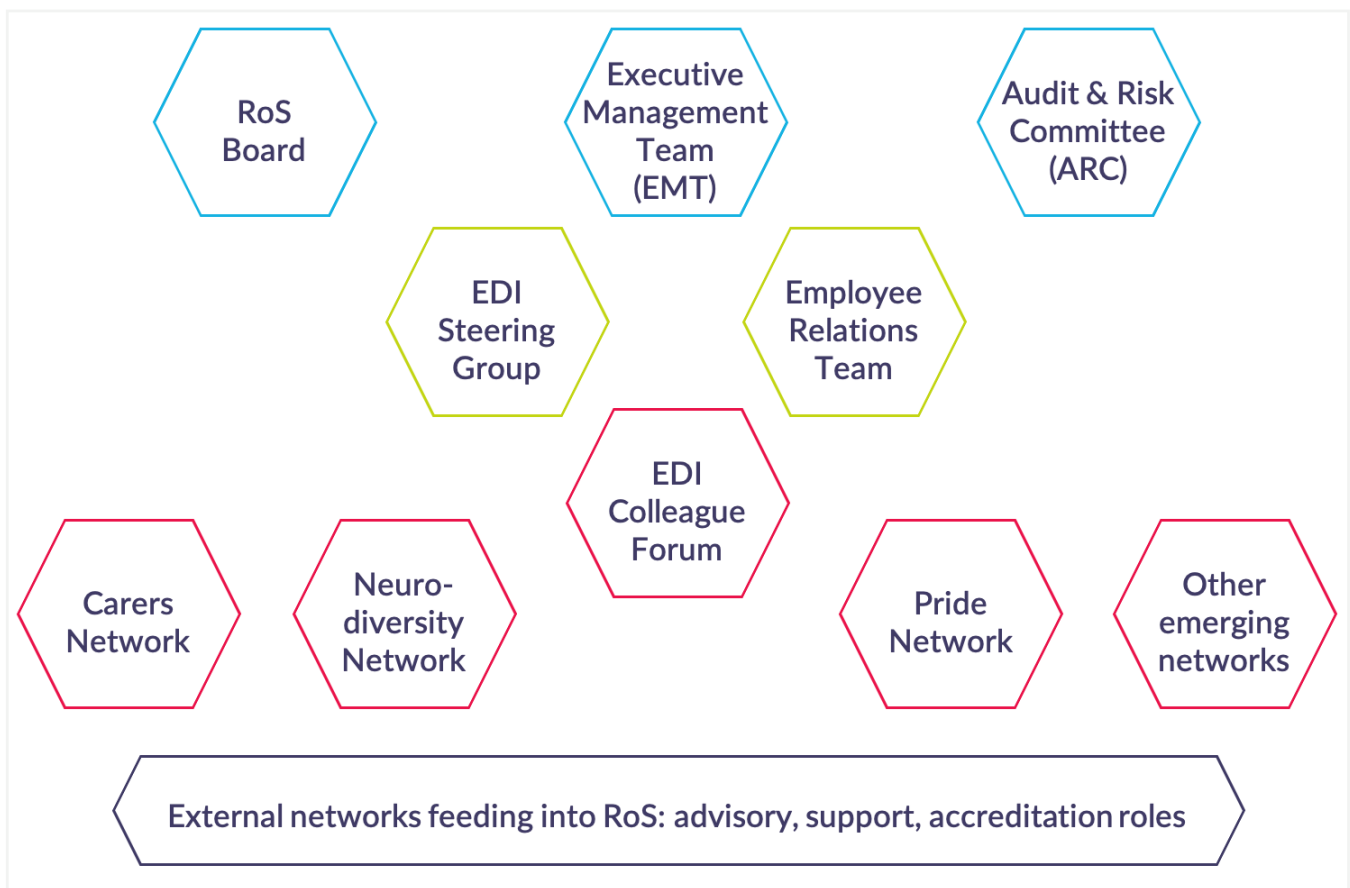 RoS
Board
Executive
Management
Team
(EMT)
Audit & Risk
Committee
(ARC)
EDI
Steering
Group
Employee
Relations
Team
EDI
Colleague
Forum
Carers
Network
Neuro-
diversity
Network
Pride
Network
Other
emerging
networks
External networks feeding into RoS: advisory, support, accreditation roles